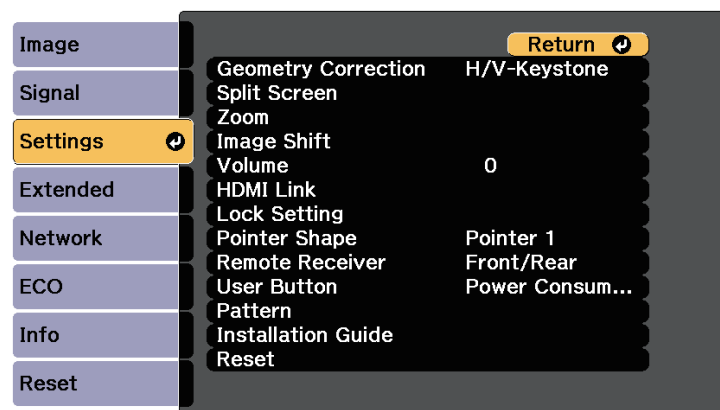 Image
Signal
Settings
Extended
Network
ECO
Info
Reset
Return
Geometry Correction H/V-Keystone
Split Screen
Zoom
Image Shift
Volume 0
HDMI Link
Lock Setting
Pointer Shape Pointer 1
Remote Receiver Front/Rear
User Button Power Consum...
Pattern
Installation Guide
Reset